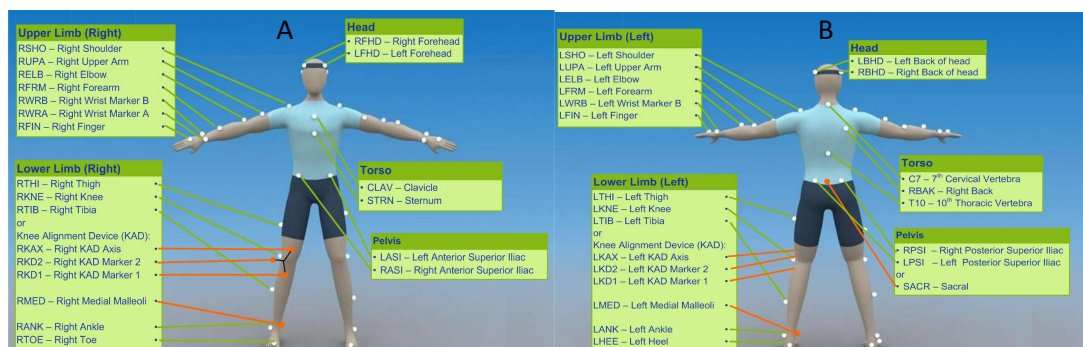 A
Upper Limb (Right)
RSHO – Right Shoulder
RUPA – Right Upper Arm
RELB – Right Elbow
RFRM – Right Forearm
RWRB – Right Wrist Marker B
RWRA – Right Wrist Marker A
RFIN – Right Finger
Head
• RFHD – Right Forehead
• LFHD – Left Forehead
Lower Limb (Right)
RTHI – Right Thigh
RKNE – Right Knee
RTIB – Right Tibia
or
Knee Alignment Device (KAD):
RKAX – Right KAD Axis
RKD2 – Right KAD Marker 2
RKD1 – Right KAD Marker 1
RMED – Right Medial Malleoli
RANK – Right Ankle
RTOE – Right Toe
Torso
• CLAV – Clavicle
• STRN – Sternum
Pelvis
• LASI – Left Anterior Superior Iliac
• RASI – Right Anterior Superior Iliac
B
Upper Limb (Left)
LSHO – Left Shoulder
LUPA – Left Upper Arm
LELB – Left Elbow
LFRM – Left Forearm
LWRB – Left Wrist Marker B
LFIN – Left Finger
Head
• LBHD – Left Back of head
• RBHD – Right Back of head
Lower Limb (Left)
LTHI – Left Thigh
LKNE – Left Knee
LTIB – Left Tibia
or
Knee Alignment Device (KAD):
LKAX – Left KAD Axis
LKD2 – Left KAD Marker 2
LKD1 – Left KAD Marker 1
LMED – Left Medial Malleoli
LANK – Left Ankle
LHEE – Left Heel
Torso
• C7 – 7th Cervical Vertebra
• RBAK – Right Back
• T10 – 10th Thoracic Vertebra
Pelvis
• RPSI – Right Posterior Superior Iliac
• LPSI – Left Posterior Superior Iliac
or
• SACR – Sacral